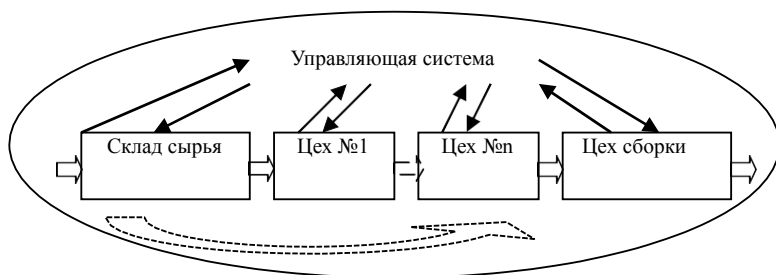 Управляющая система
Склад сырья
Цех №1
Цех №n
Цех сборки